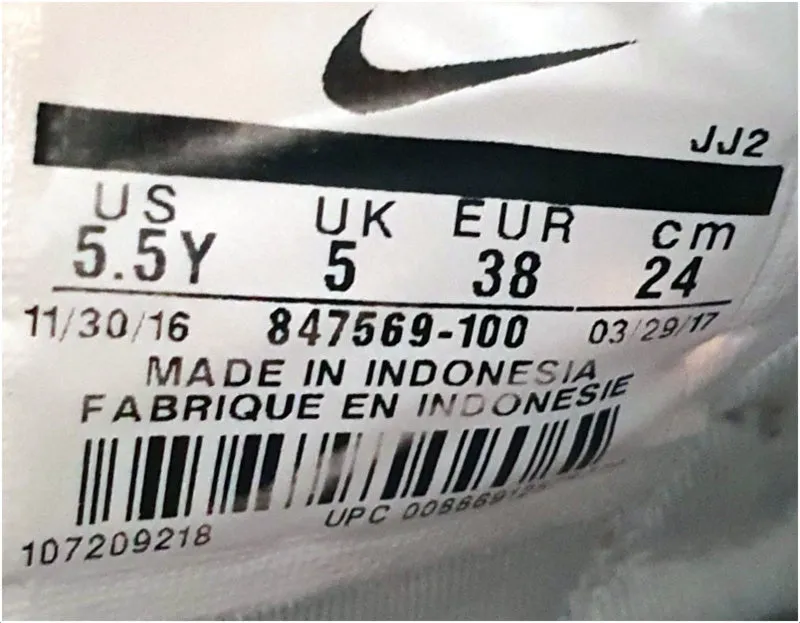 JJ2
US UK EUR cm
5.5Y 5 38 24
11/30/16 847569-100 03/29/17
MADE IN INDONESIA
FABRIQUE EN INDONESIE
UPC
107209218